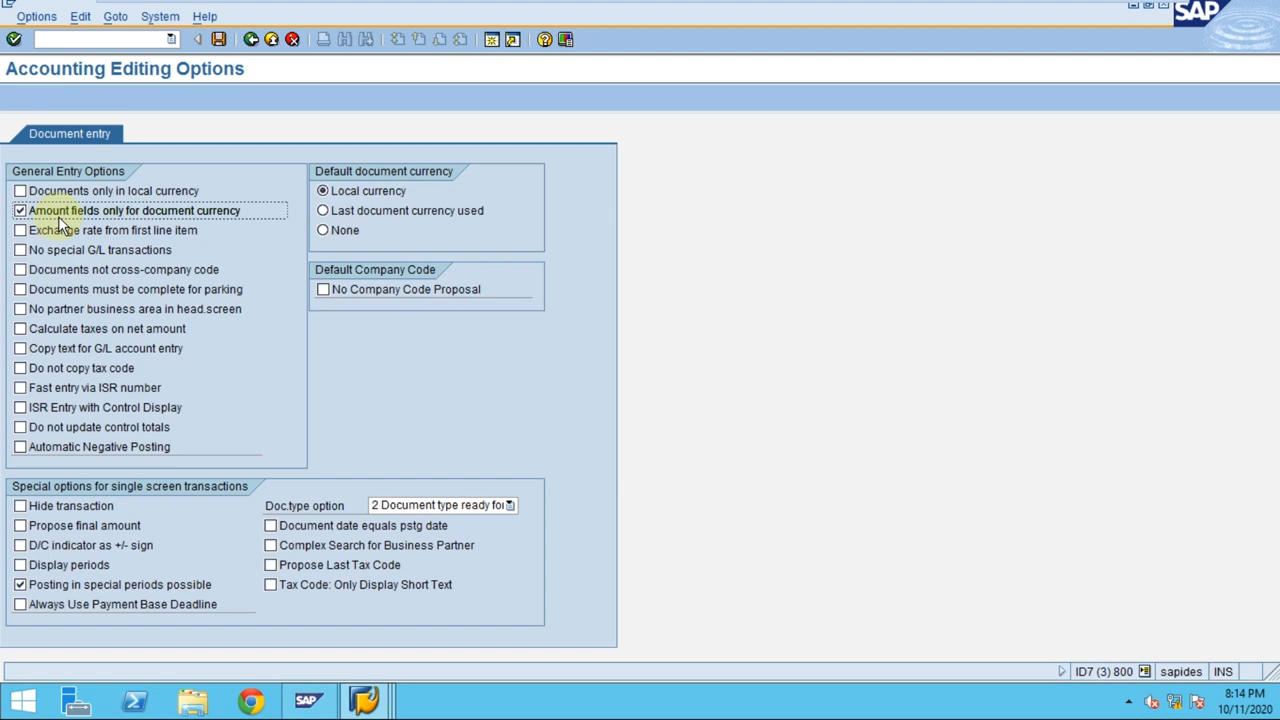 Options Edit Goto System Help
SAP
Accounting Editing Options
Document entry
General Entry Options
Documents only in local currency
Amount fields only for document currency
Exchange rate from first line item
No special G/L transactions
Documents not cross-company code
Documents must be complete for parking
No partner business area in head.screen
Calculate taxes on net amount
Copy text for G/L account entry
Do not copy tax code
Fast entry via ISR number
ISR Entry with Control Display
Do not update control totals
Automatic Negative Posting
Default document currency
Local currency
Last document currency used
None
Default Company Code
No Company Code Proposal
Special options for single screen transactions
Hide transaction
Propose final amount
D/C indicator as +/- sign
Display periods
Posting in special periods possible
Always Use Payment Base Deadline
Doc.type option 2 Document type ready for
Document date equals pstg date
Complex Search for Business Partner
Propose Last Tax Code
Tax Code: Only Display Short Text
ID7 (3) 800 sapides INS
SAP
8:14 PM
10/11/2020